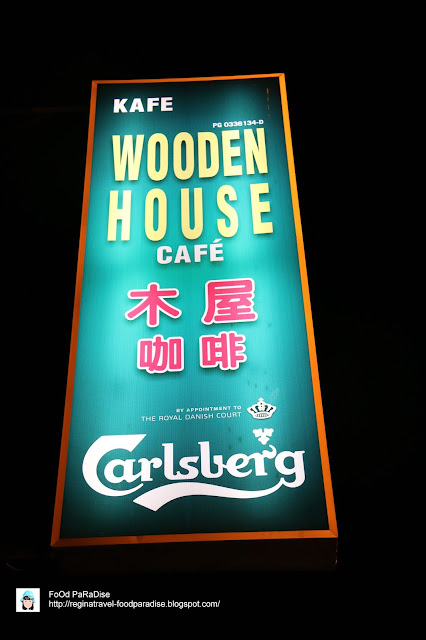 KAFE
PG 0336134-D
WOODEN
HOUSE
CAFÉ
木屋
咖啡
BY APPOINTMENT TO
THE ROYAL DANISH COURT
Carlsberg
FoOd PaRaDise
http://reginatravel-foodparadise.blogspot.com/